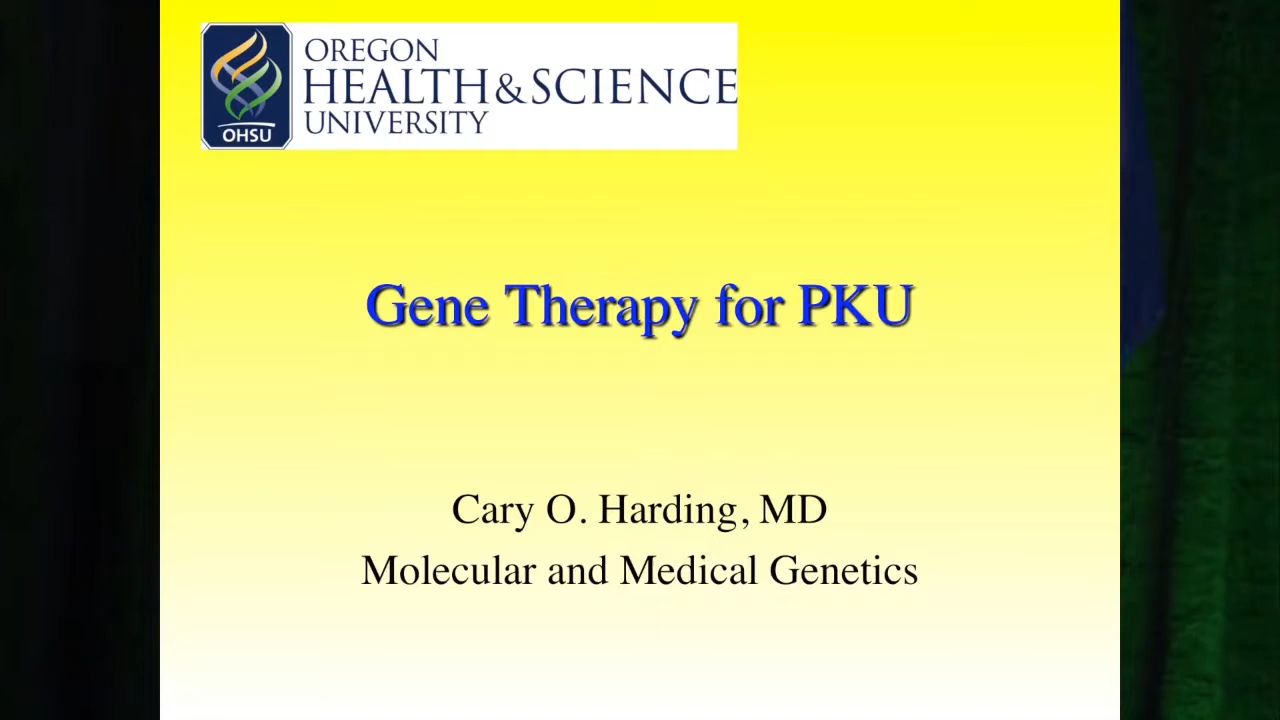 OREGON
HEALTH & SCIENCE
UNIVERSITY
OHSU
Gene Therapy for PKU
Cary O. Harding, MD
Molecular and Medical Genetics